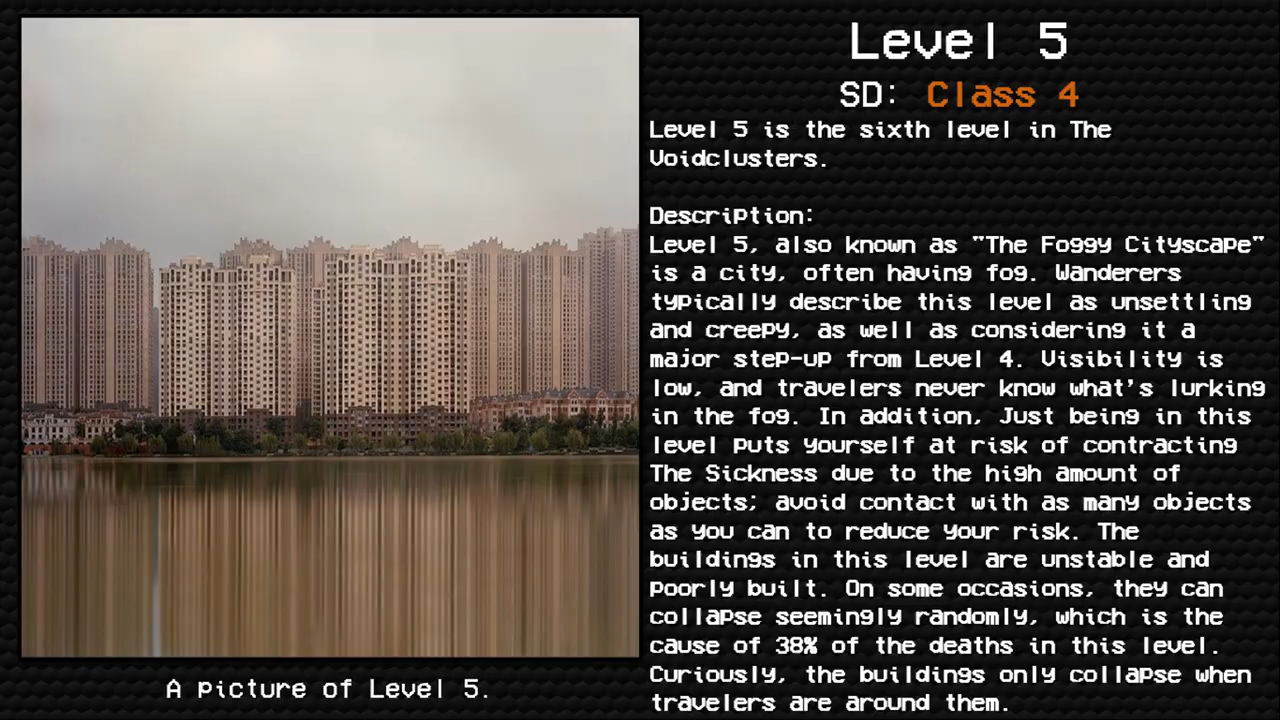 Level 5
SD: Class 4
Level 5 is the sixth level in The
Voidclusters.
Description:
Level 5, also known as "The Foggy Cityscape"
is a city, often having fog. Wanderers
typically describe this level as unsettling
and creepy, as well as considering it a
major step-up from Level 4. Visibility is
low, and travelers never know what's lurking
in the fog. In addition, Just being in this
level puts yourself at risk of contracting
The Sickness due to the high amount of
objects; avoid contact with as many objects
as you can to reduce your risk. The
buildings in this level are unstable and
poorly built. On some occasions, they can
collapse seemingly randomly, which is the
cause of 38% of the deaths in this level.
Curiously, the buildings only collapse when
travelers are around them.
A picture of Level 5.